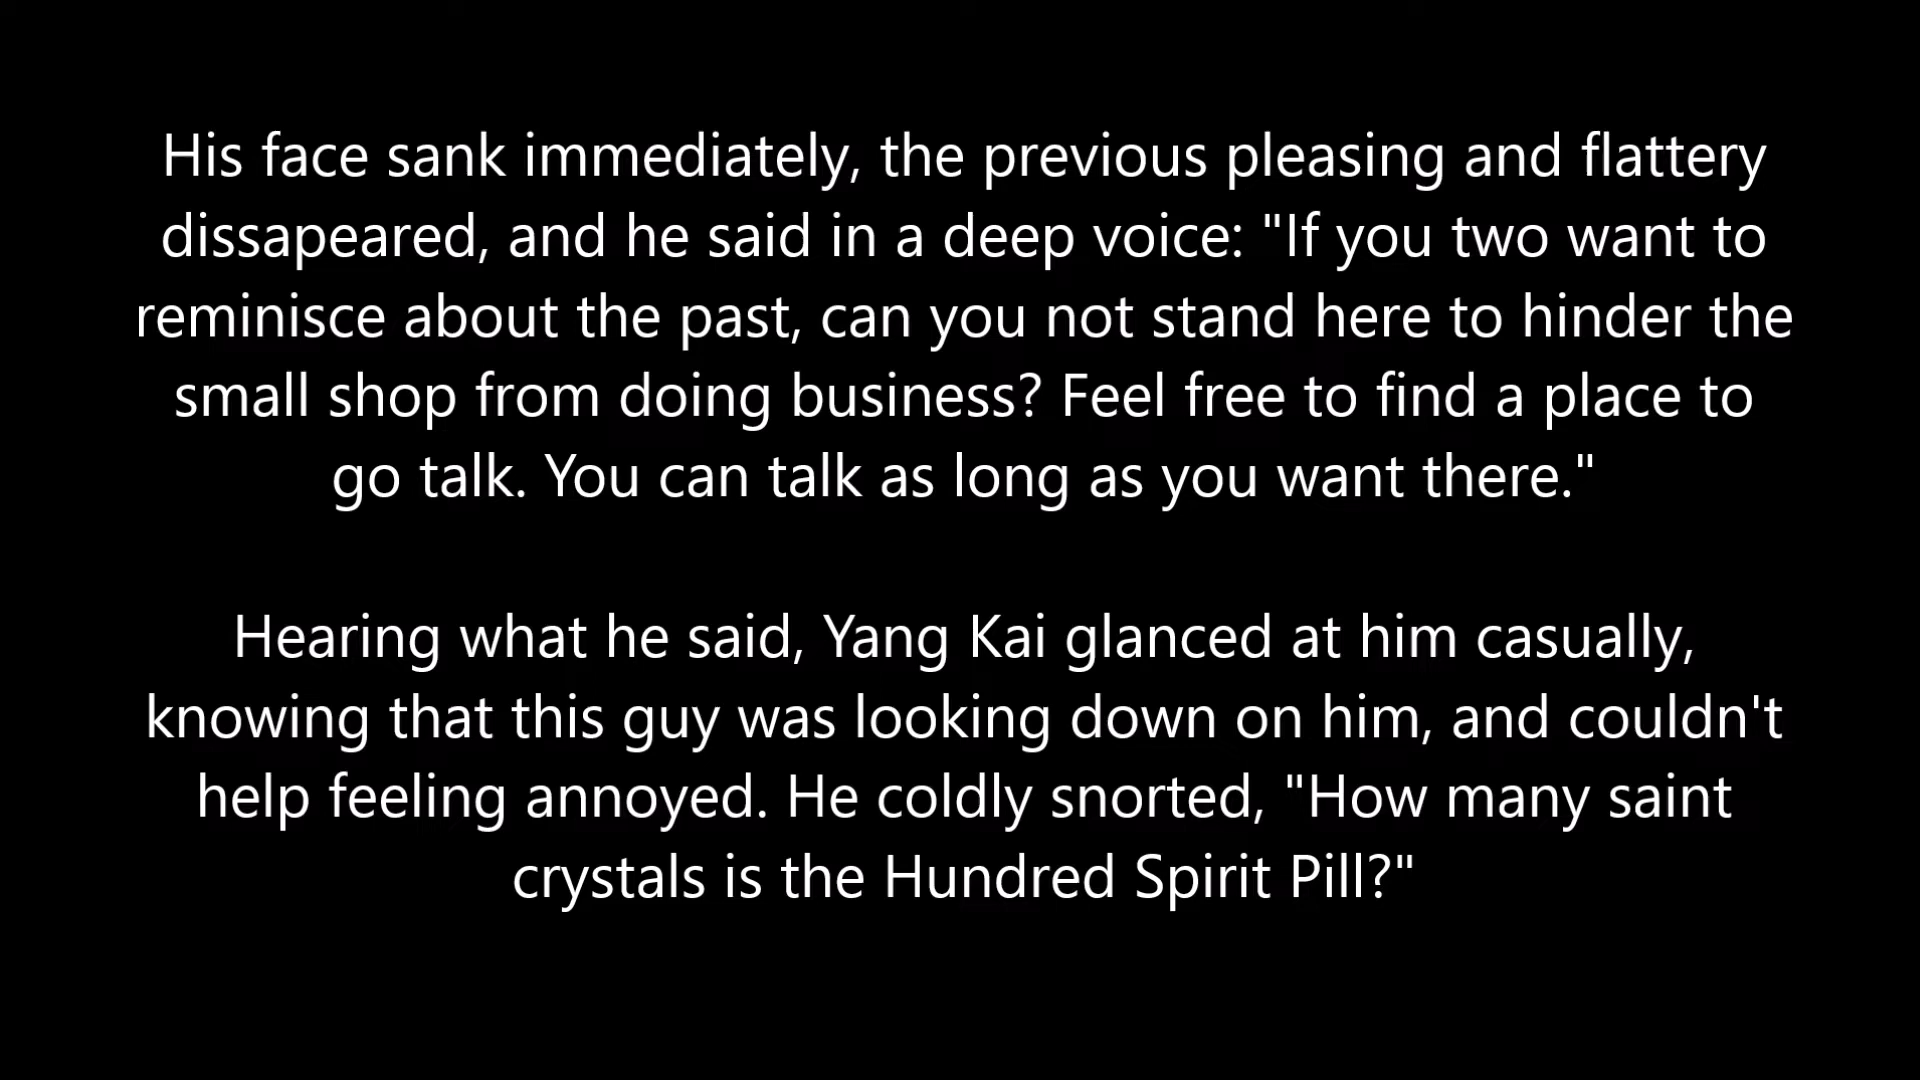 His face sank immediately, the previous pleasing and flattery
dissapeared, and he said in a deep voice: "If you two want to
reminisce about the past, can you not stand here to hinder the
small shop from doing business? Feel free to find a place to
go talk. You can talk as long as you want there."
Hearing what he said, Yang Kai glanced at him casually,
knowing that this guy was looking down on him, and couldn't
help feeling annoyed. He coldly snorted, "How many saint
crystals is the Hundred Spirit Pill?"